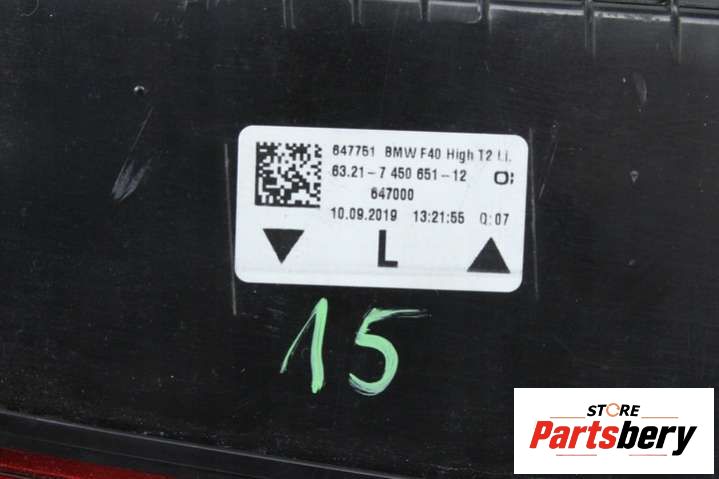 647751 BMW F40 High T2 Li.
63.21-7 450 651-12
647000
10.09.2019 13:21:55 Q:07
L
15
STORE
Partsbery